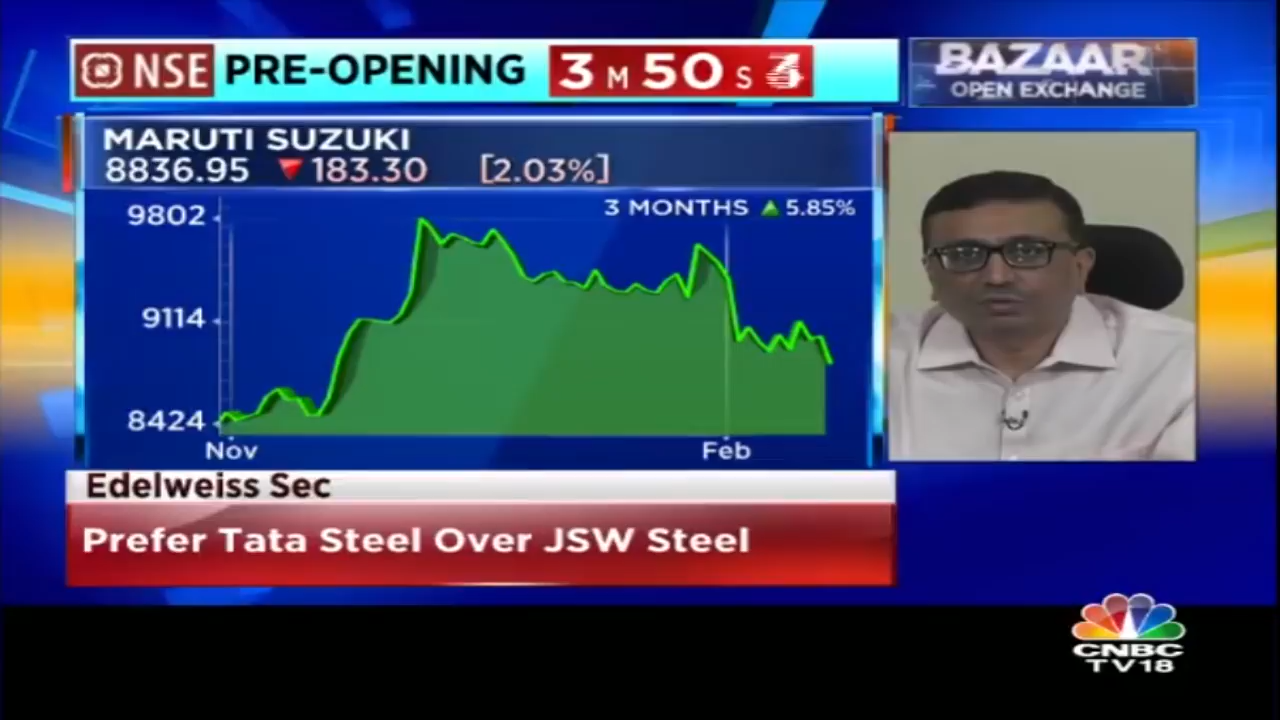 NSE PRE-OPENING 3 M 50 S
BAZAAR
OPEN EXCHANGE
MARUTI SUZUKI
8836.95 ▼183.30 [2.03%]
3 MONTHS ▲ 5.85%
9802
9114
8424
Nov Feb
Edelweiss Sec
Prefer Tata Steel Over JSW Steel
CNBC
TV18